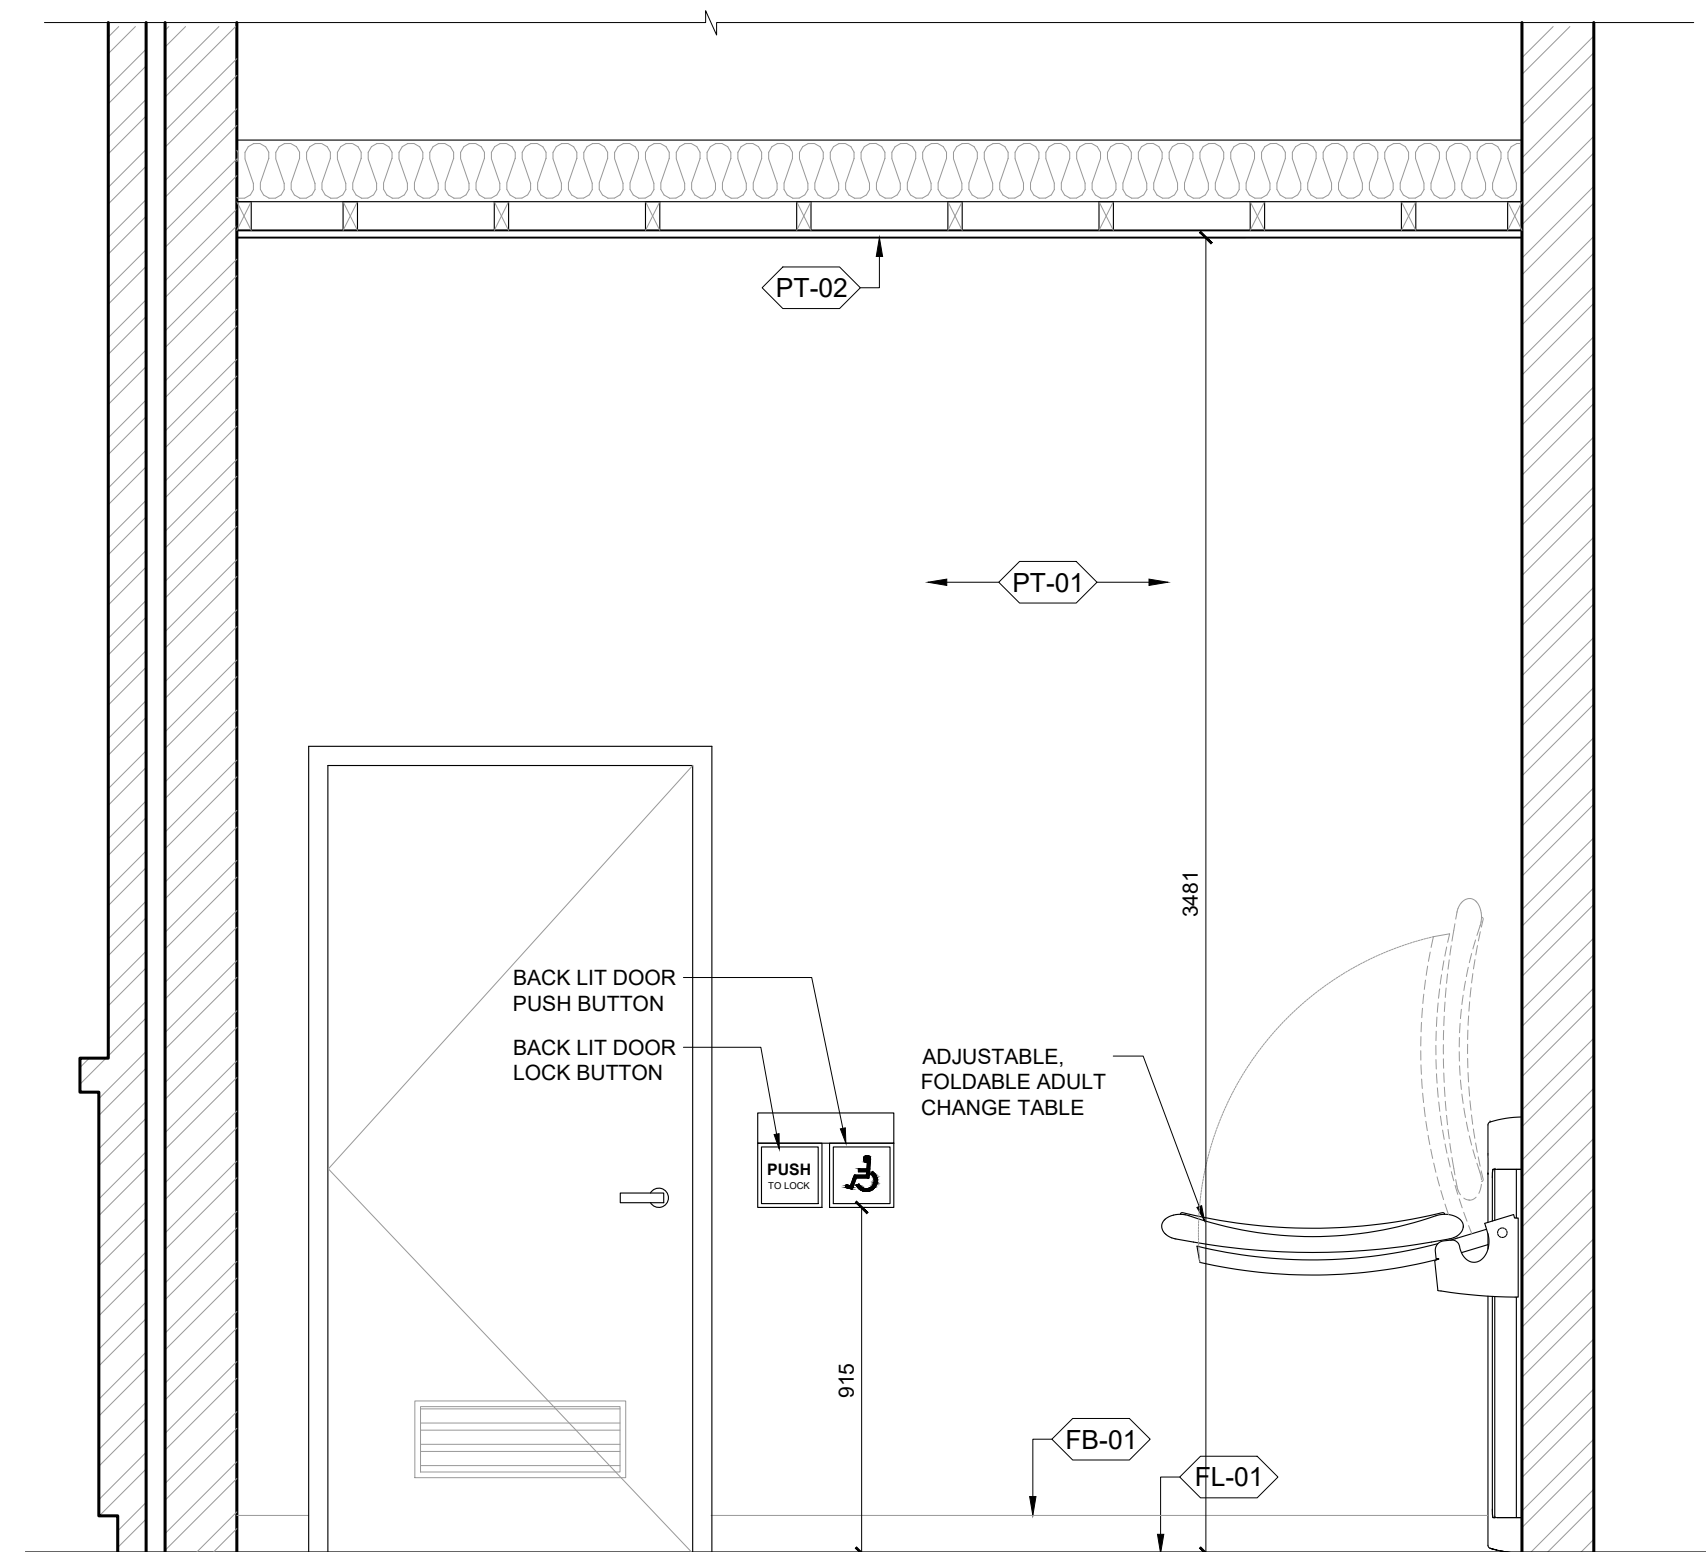 PT-02
PT-01
3481
BACK LIT DOOR
PUSH BUTTON
BACK LIT DOOR
LOCK BUTTON
ADJUSTABLE,
FOLDABLE ADULT
CHANGE TABLE
PUSH
TO LOCK
915
FB-01
FL-01